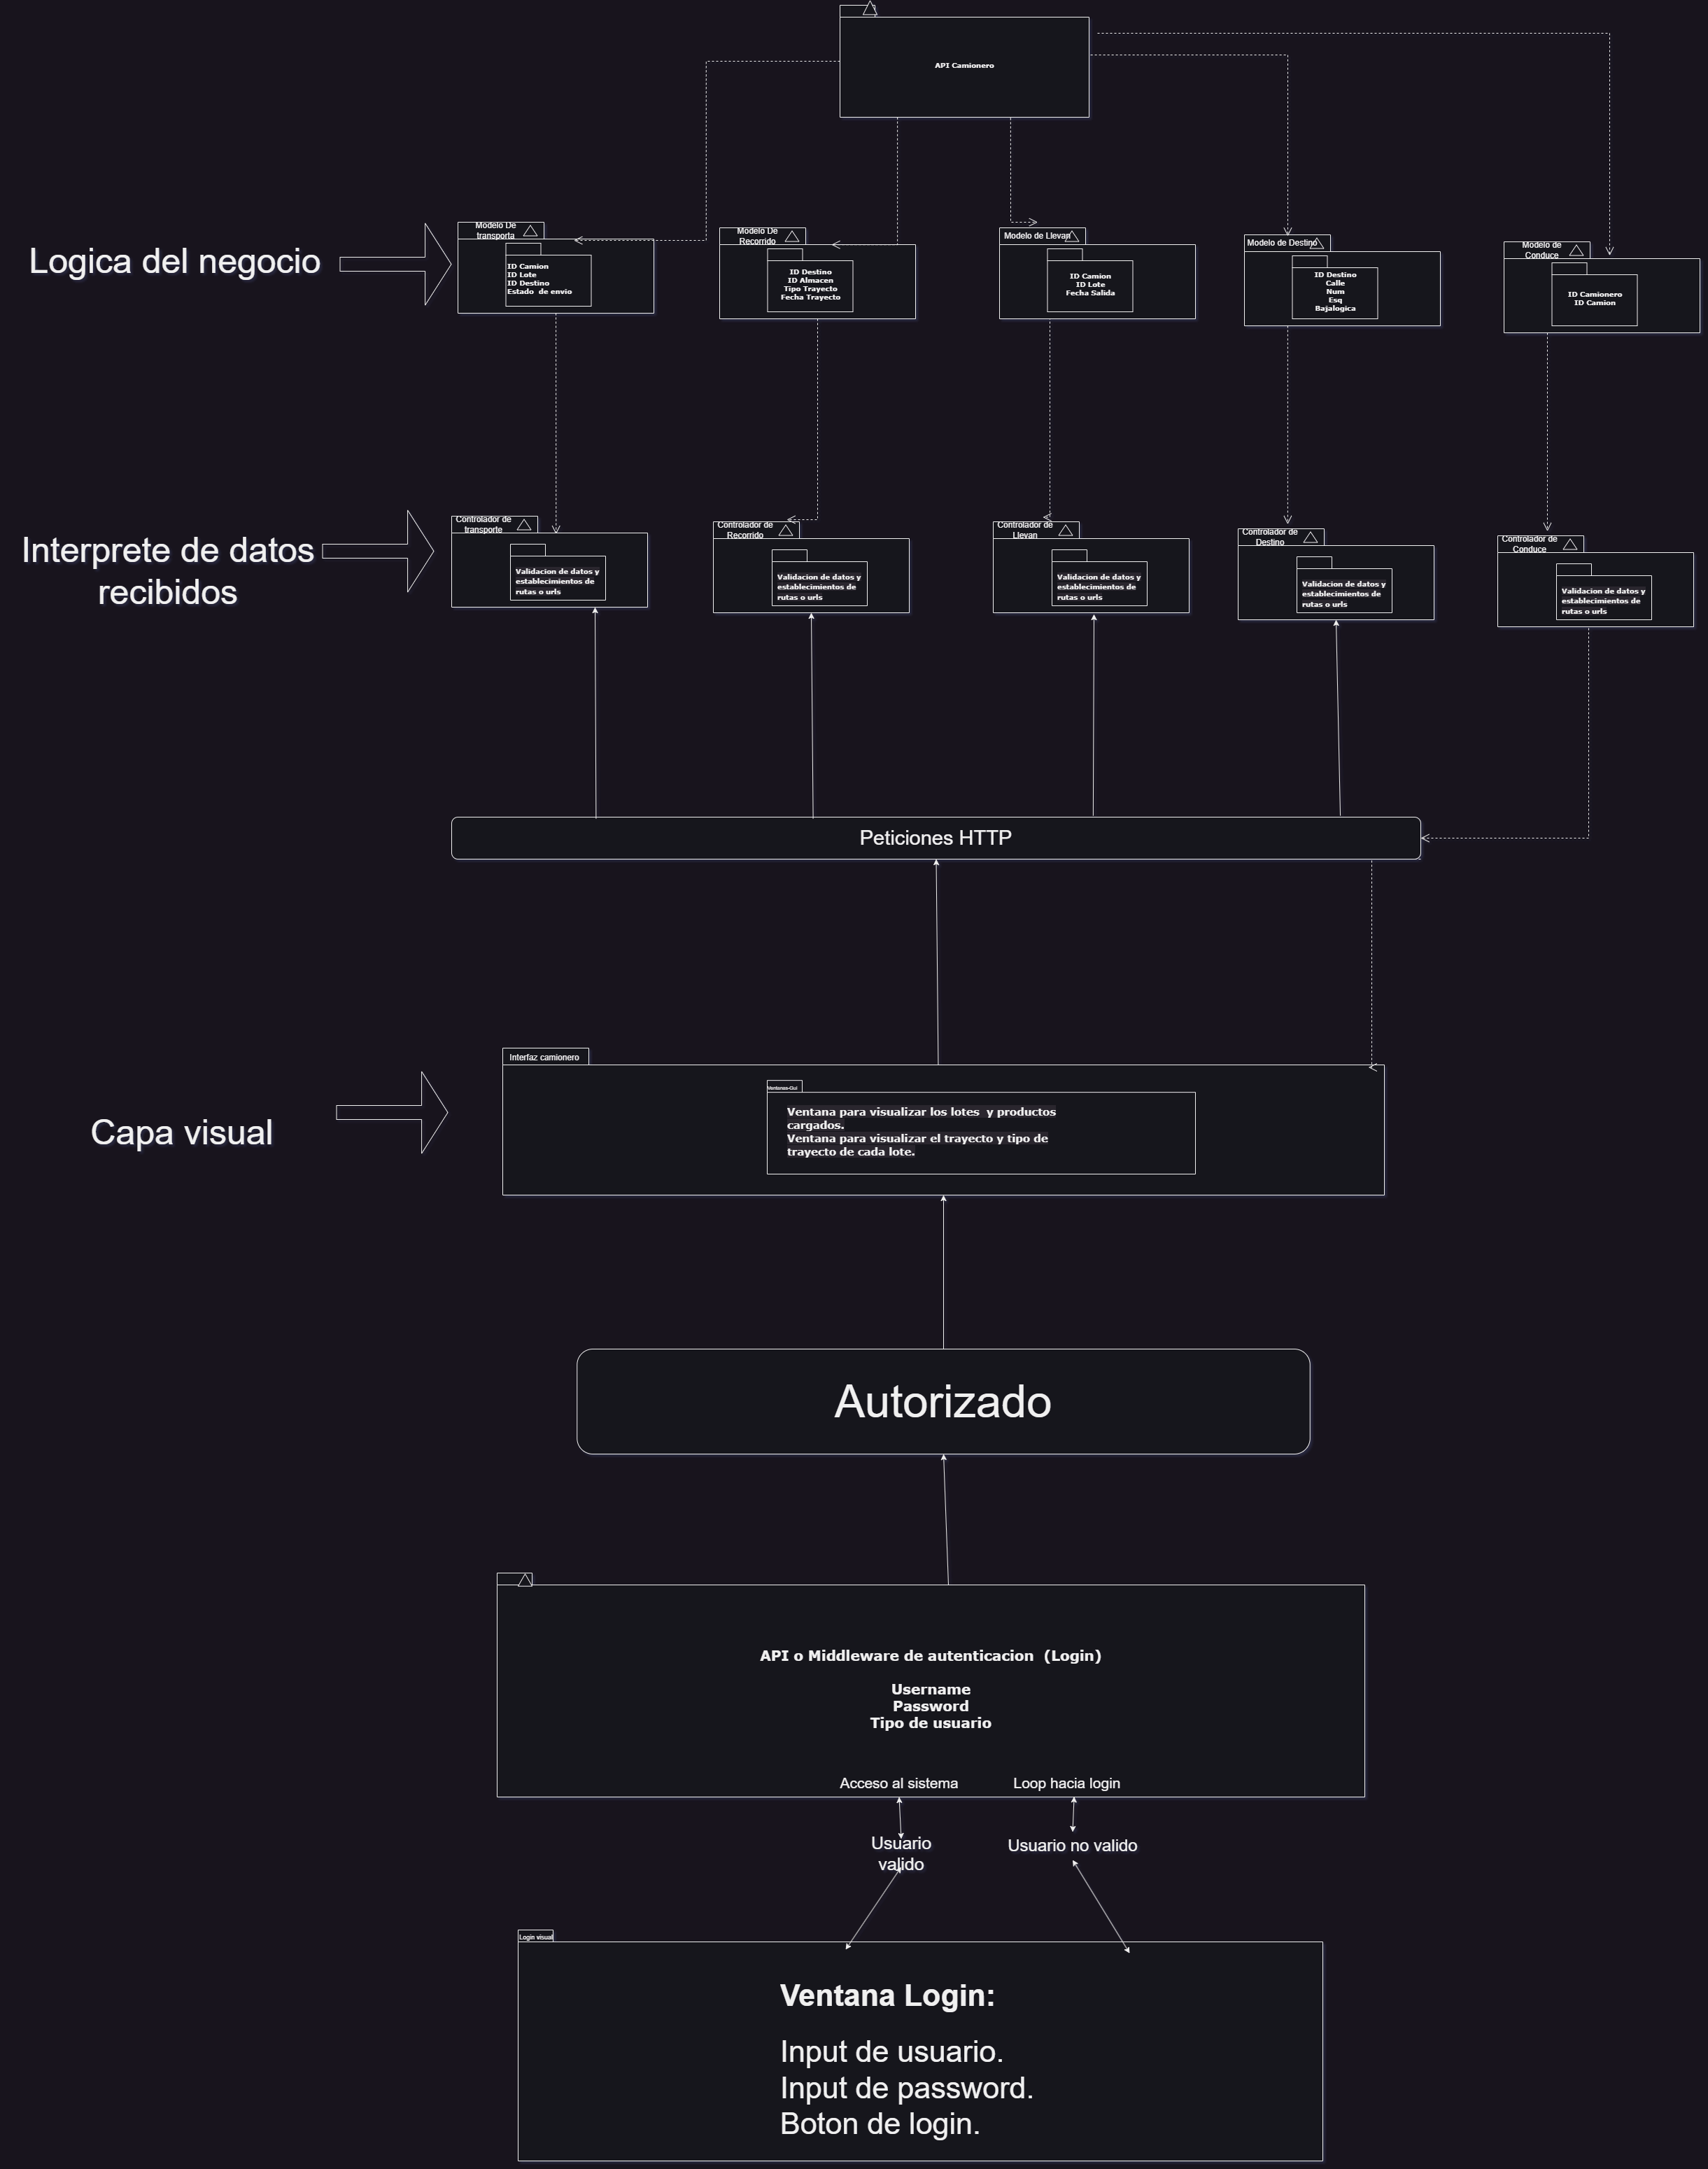 API Camionero
Logica del negocio
Modelo De
transporta
ID Camion
ID Lote
ID Destino
Estado  de envio
Modelo De
Recorrido
ID Destino
ID Almacen
Tipo Trayecto
Fecha Trayecto
Modelo de Llevan
ID Camion
ID Lote
Fecha Salida
Modelo de Destino
ID Destino
Calle
Num
Esq
Bajalogica
Modelo de
Conduce
ID Camionero
ID Camion
Interprete de datos
recibidos
Controlador de
transporte
Validacion de datos y
establecimientos de
rutas o urls
Controlador de
Recorrido
Validacion de datos y
establecimientos de
rutas o urls
Controlador de
Llevan
Validacion de datos y
establecimientos de
rutas o urls
Controlador de
Destino
Validacion de datos y
establecimientos de
rutas o urls
Controlador de
Conduce
Validacion de datos y
establecimientos de
rutas o urls
Peticiones HTTP
Capa visual
Interfaz camionero
Ventanas-Gui
Ventana para visualizar los lotes  y productos
cargados.
Ventana para visualizar el trayecto y tipo de
trayecto de cada lote.
Autorizado
API o Middleware de autenticacion  (Login)
Username
Password
Tipo de usuario
Acceso al sistema
Loop hacia login
Usuario
valido
Usuario no valido
Login visual
Ventana Login:
Input de usuario.
Input de password.
Boton de login.